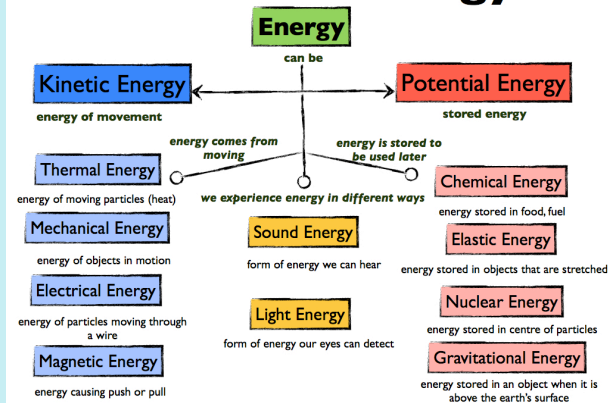 Energy
can be
Kinetic Energy
energy of movement
Potential Energy
stored energy
energy comes from
moving
energy is stored to
be used later
we experience energy in different ways
Thermal Energy
energy of moving particles (heat)
Mechanical Energy
energy of objects in motion
Electrical Energy
energy of particles moving through
a wire
Magnetic Energy
energy causing push or pull
Sound Energy
form of energy we can hear
Light Energy
form of energy our eyes can detect
Chemical Energy
energy stored in food, fuel
Elastic Energy
energy stored in objects that are stretched
Nuclear Energy
energy stored in centre of particles
Gravitational Energy
energy stored in an object when it is
above the earth's surface